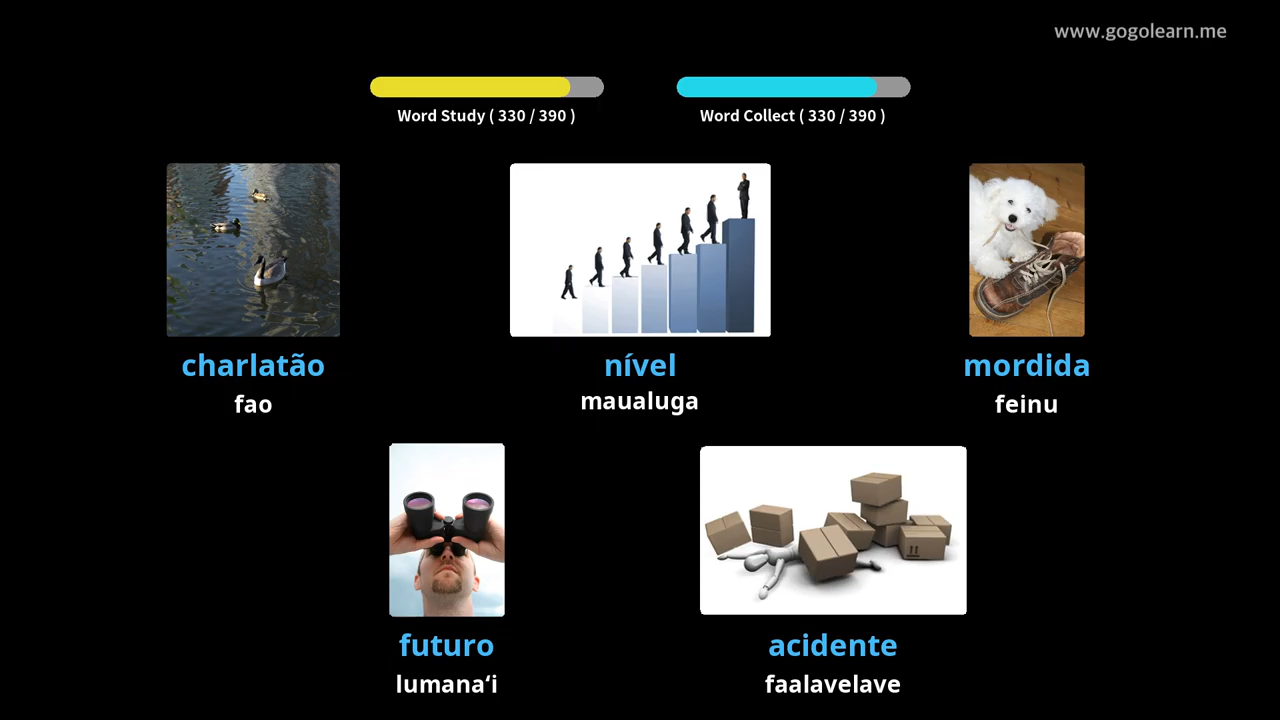 www.gogolearn.me
Word Study ( 330 / 390 )
Word Collect ( 330 / 390 )
charlatão
fao
nível
maualuga
mordida
feinu
futuro
lumanaʻi
acidente
faalavelave